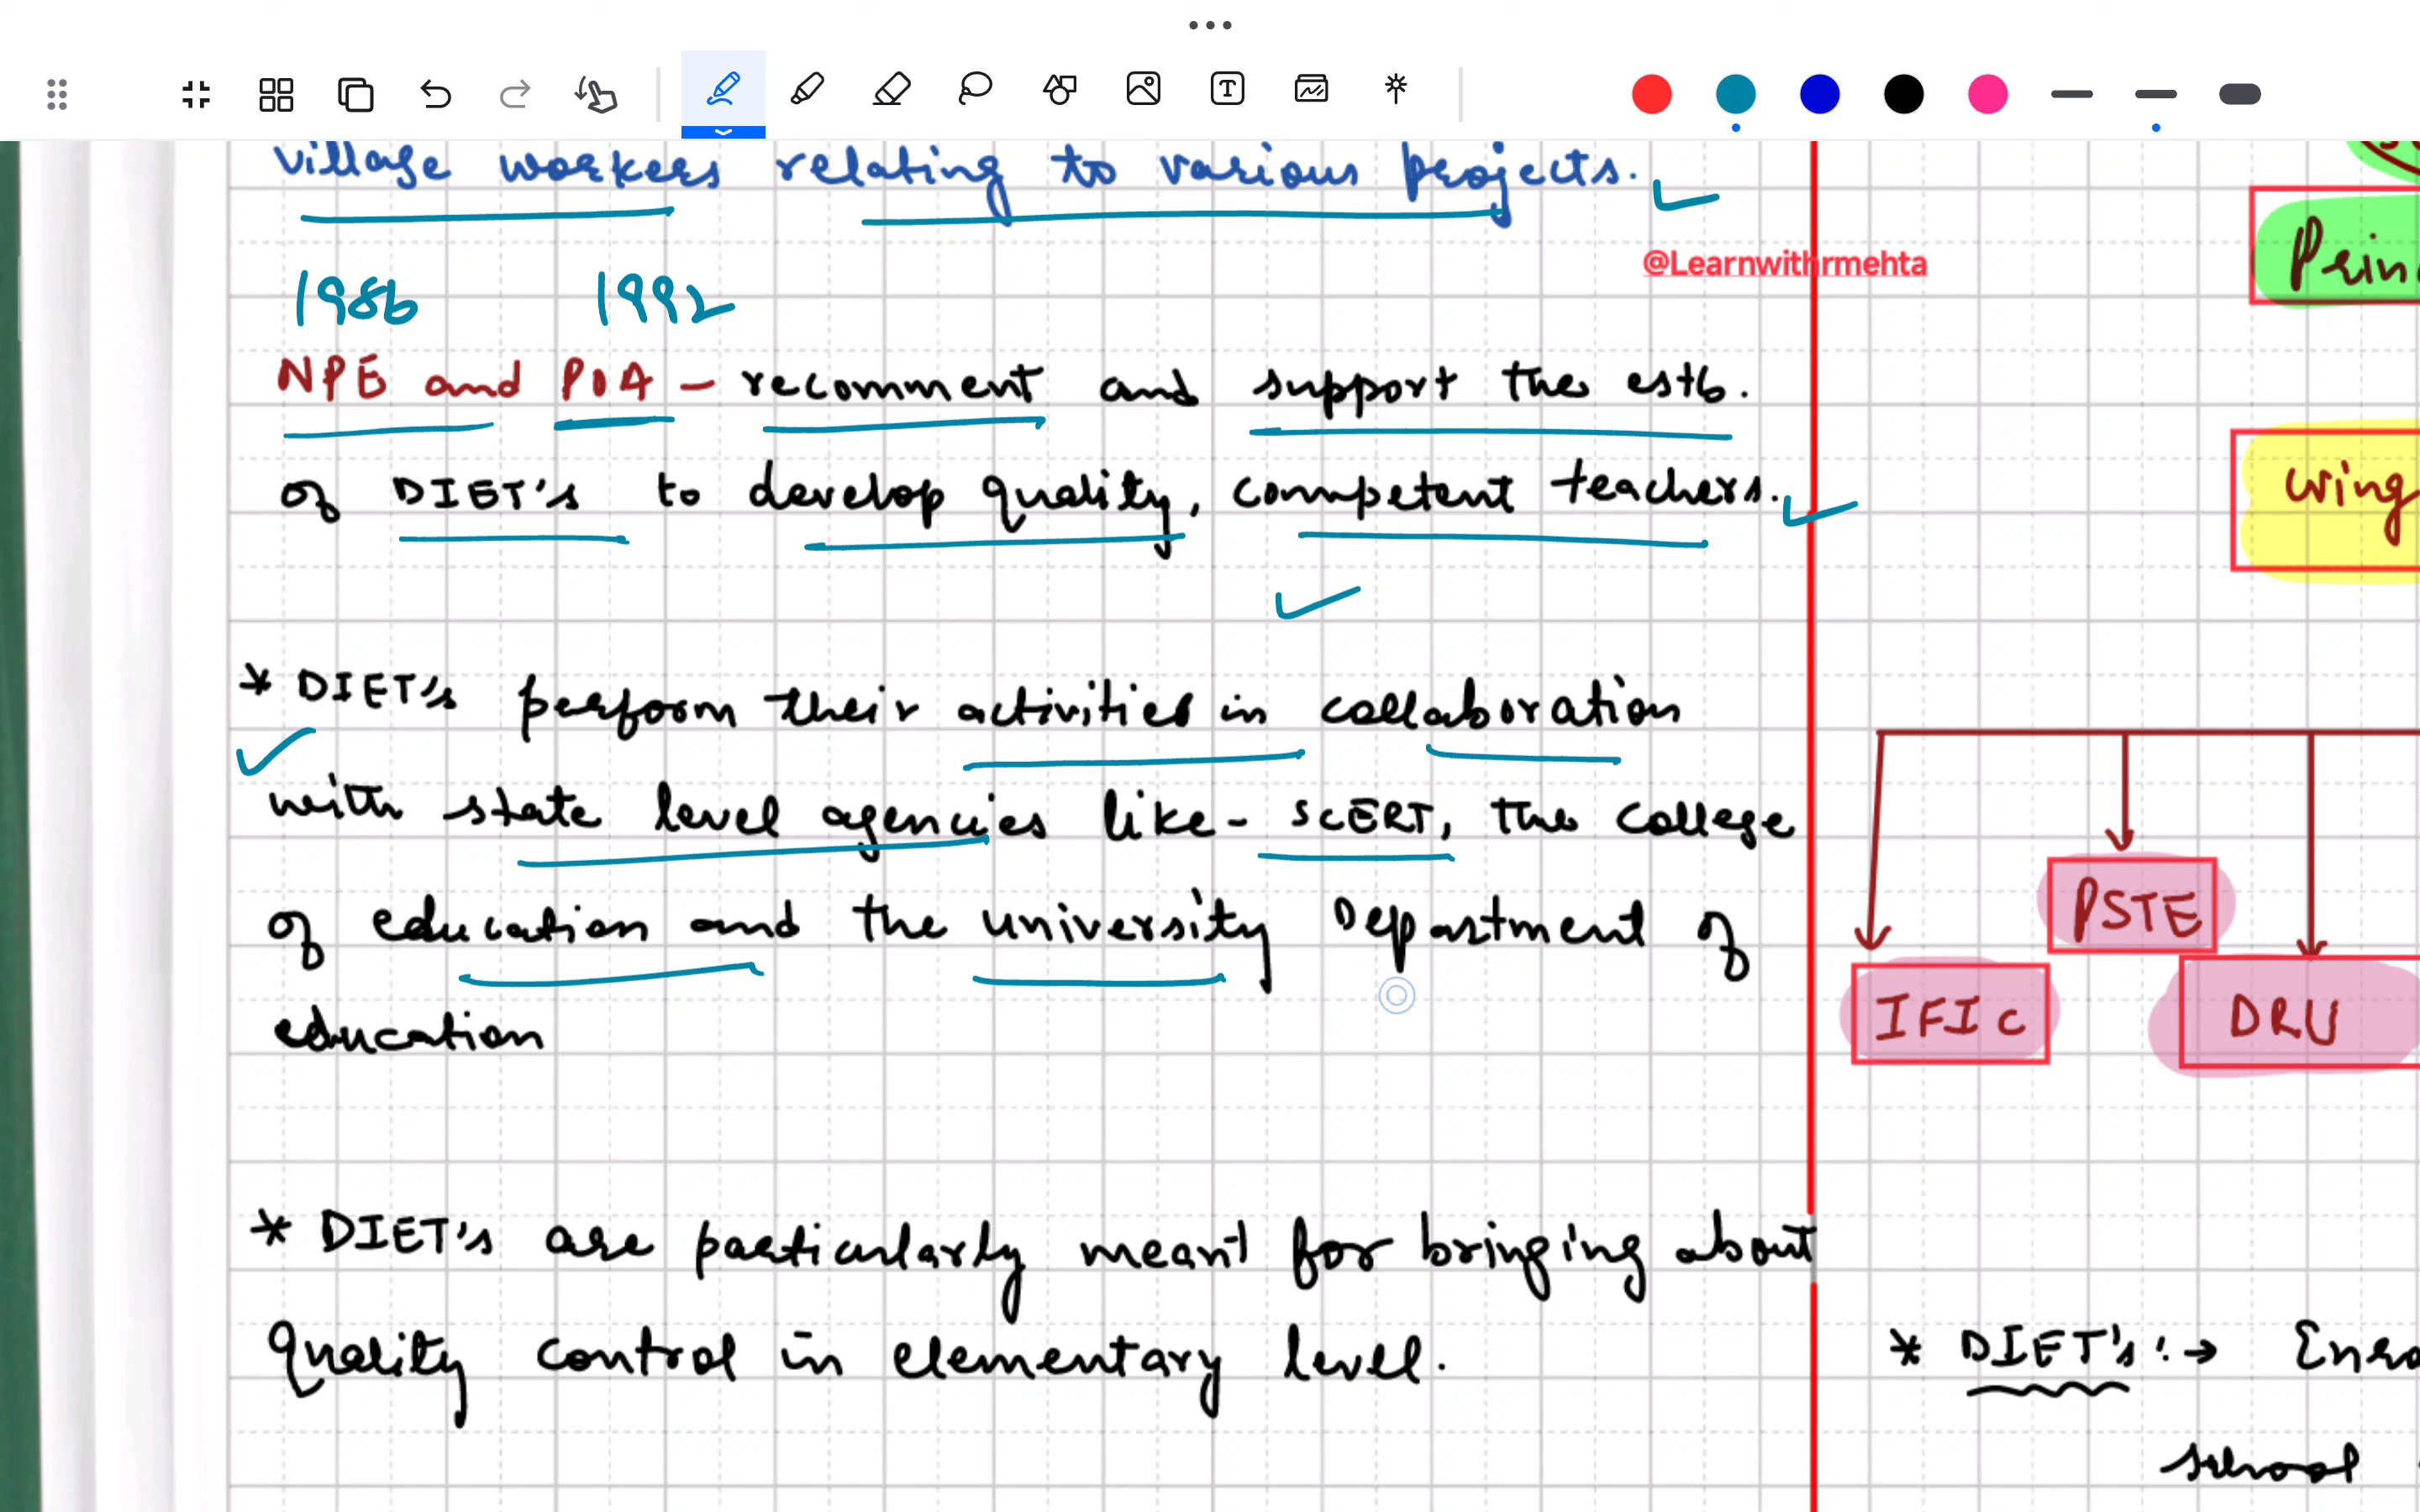 village workers relating to various projects.
@Learnwithrmehta
1986 1992
NPE and POA - recomment and support the estb.
of DIET's to develop quality, competent teachers.
* DIET's perform their activities in collaboration
with state level agencies like - SCERT, the college
of education and the university Department of
education
* DIET's are particularly meant for bringing about
Quality control in elementary level.
Prin
Wing
PSTE
IFIC
DRU
* DIET's : → Ens
school